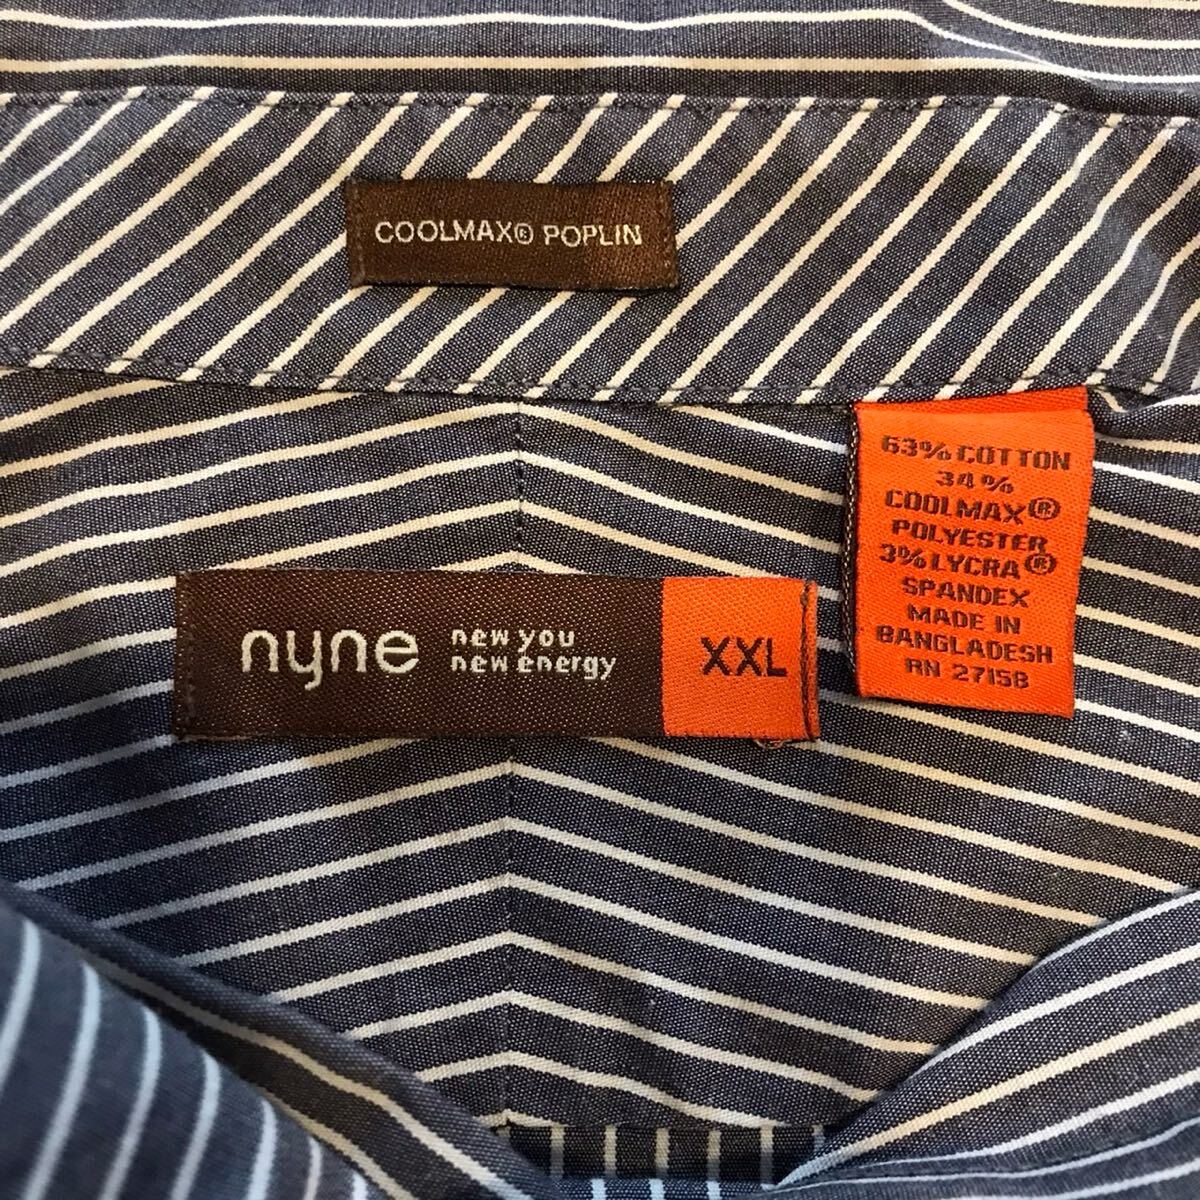 COOLMAX® POPLIN
63% COTTON
34%
COOLMAX®
POLYESTER
3% LYCRA®
SPANDEX
MADE IN
BANGLADESH
RN 27158
nyne
new you
new energy
XXL